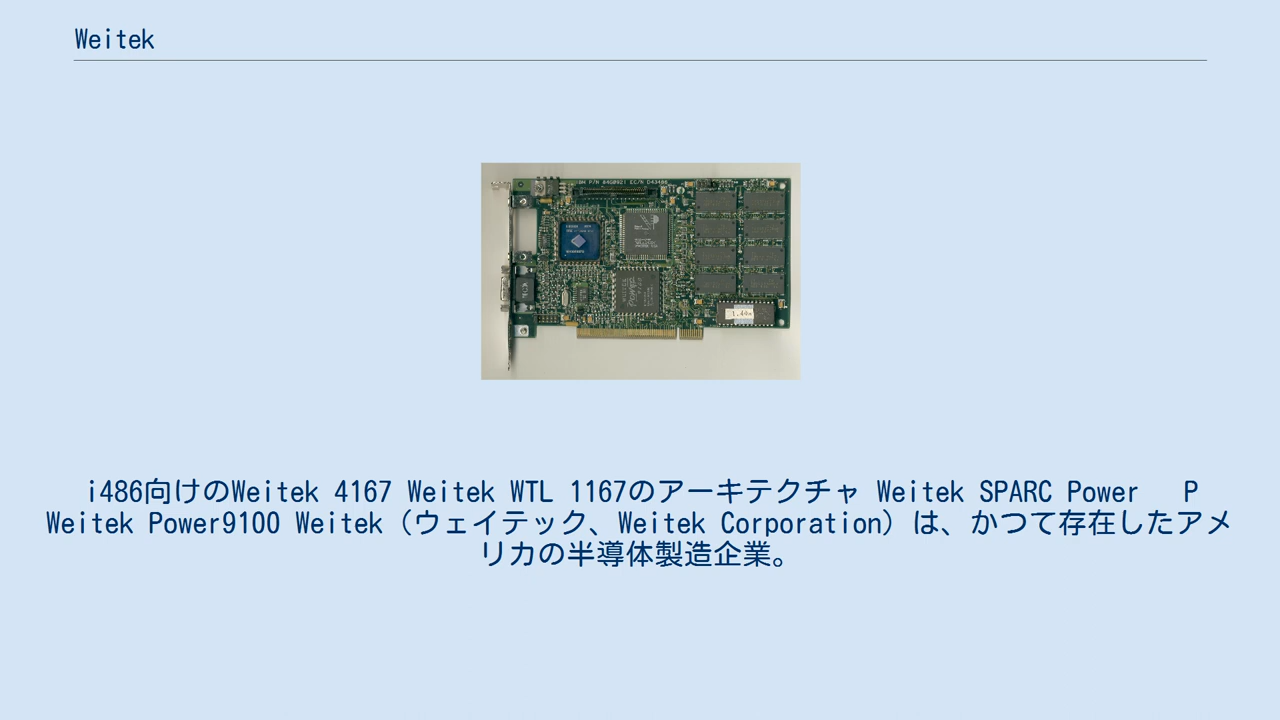 Weitek
i486向けのWeitek 4167 Weitek WTL 1167のアーキテクチャ Weitek SPARC Power P
Weitek Power9100 Weitek（ウェイテック、Weitek Corporation）は、かつて存在したアメ
リカの半導体製造企業。